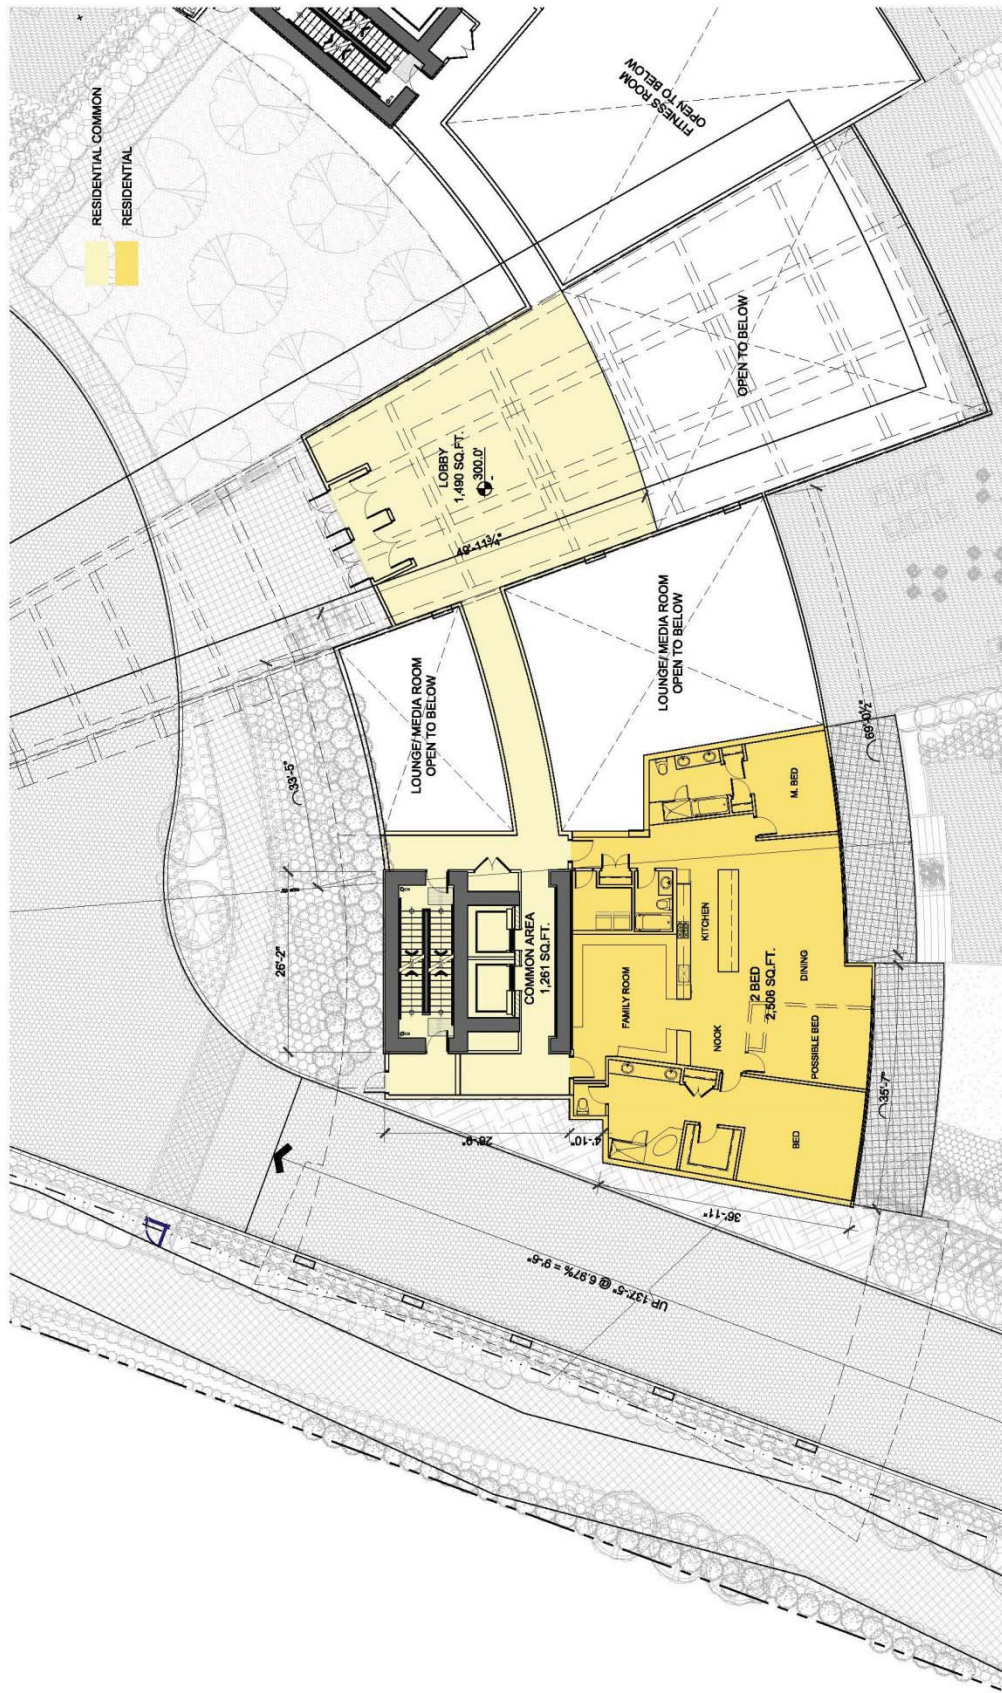 RESIDENTIAL COMMON
RESIDENTIAL
FITNESS ROOM
OPEN TO BELOW
OPEN TO BELOW
LOBBY
1,490 SQ.FT.
300.0'
49'-11¾"
LOUNGE/ MEDIA ROOM
OPEN TO BELOW
LOUNGE/ MEDIA ROOM
OPEN TO BELOW
33'-5"
26'-2"
COMMON AREA
1,261 SQ.FT.
69'-0½"
M. BED
KITCHEN
FAMILY ROOM
2 BED
2,506 SQ.FT.
DINING
NOOK
POSSIBLE BED
BED
35'-7"
4'-10"
36'-11"
UP 137'-5" @ 6.97% = 9'-6"